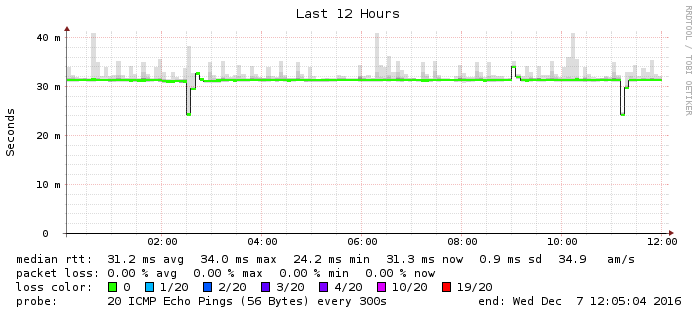 Last 12 Hours
RRDTOOL / TOBI OETIKER
Seconds
40 m
30 m
20 m
10 m
0
02:00 04:00 06:00 08:00 10:00 12:00
median rtt: 31.2 ms avg 34.0 ms max 24.2 ms min 31.3 ms now 0.9 ms sd 34.9 am/s
packet loss: 0.00 % avg 0.00 % max 0.00 % min 0.00 % now
loss color: 0 1/20 2/20 3/20 4/20 10/20 19/20
probe: 20 ICMP Echo Pings (56 Bytes) every 300s end: Wed Dec 7 12:05:04 2016